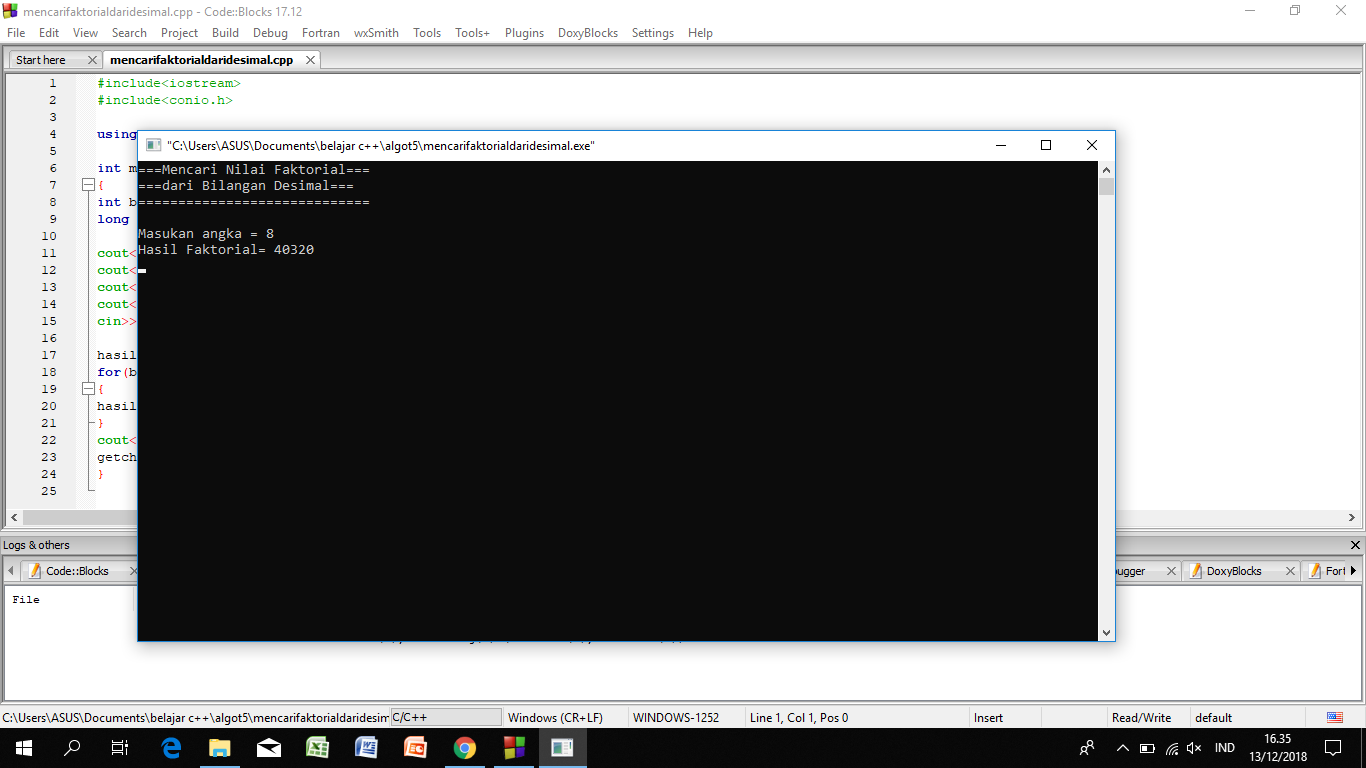 mencarifaktorialdaridesimal.cpp - Code::Blocks 17.12
File Edit View Search Project Build Debug Fortran wxSmith Tools Tools+ Plugins DoxyBlocks Settings Help
Start here mencarifaktorialdaridesimal.cpp
1 #include<iostream>
2 #include<conio.h>
3
4 using
5
6 int m
7 {
8 int b
9 long
10
11 cout<
12 cout<
13 cout<
14 cout<
15 cin>>
16
17 hasil
18 for(b
19 {
20 hasil
21 }
22 cout<
23 getch
24 }
25
"C:\Users\ASUS\Documents\belajar c++\algot5\mencarifaktorialdaridesimal.exe"
===Mencari Nilai Faktorial===
===dari Bilangan Desimal===
=============================
Masukan angka = 8
Hasil Faktorial= 40320
Logs & others
Code::Blocks ugger DoxyBlocks Fort
File
C:\Users\ASUS\Documents\belajar c++\algot5\mencarifaktorialdaridesim C/C++ Windows (CR+LF) WINDOWS-1252 Line 1, Col 1, Pos 0 Insert Read/Write default
IND
16.35
13/12/2018